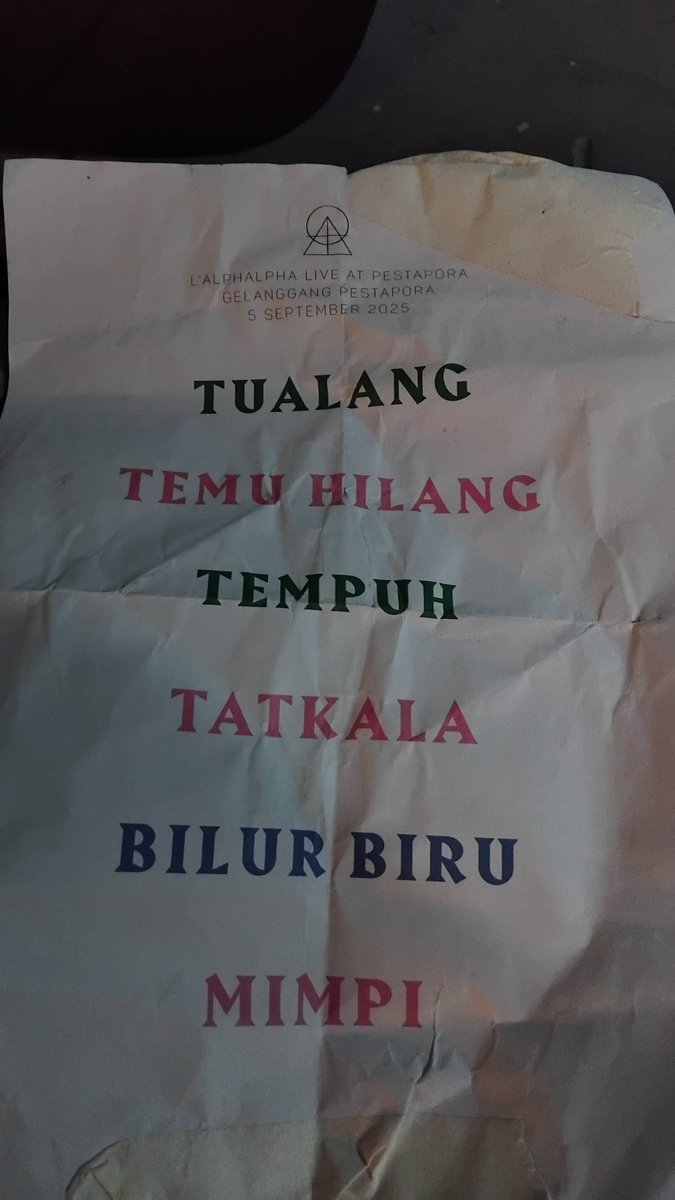 L'ALPHALPHA LIVE AT PESTAPORA
GELANGGANG PESTAPORA
5 SEPTEMBER 2025
TUALANG
TEMU HILANG
TEMPUH
TATKALA
BILUR BIRU
MIMPI